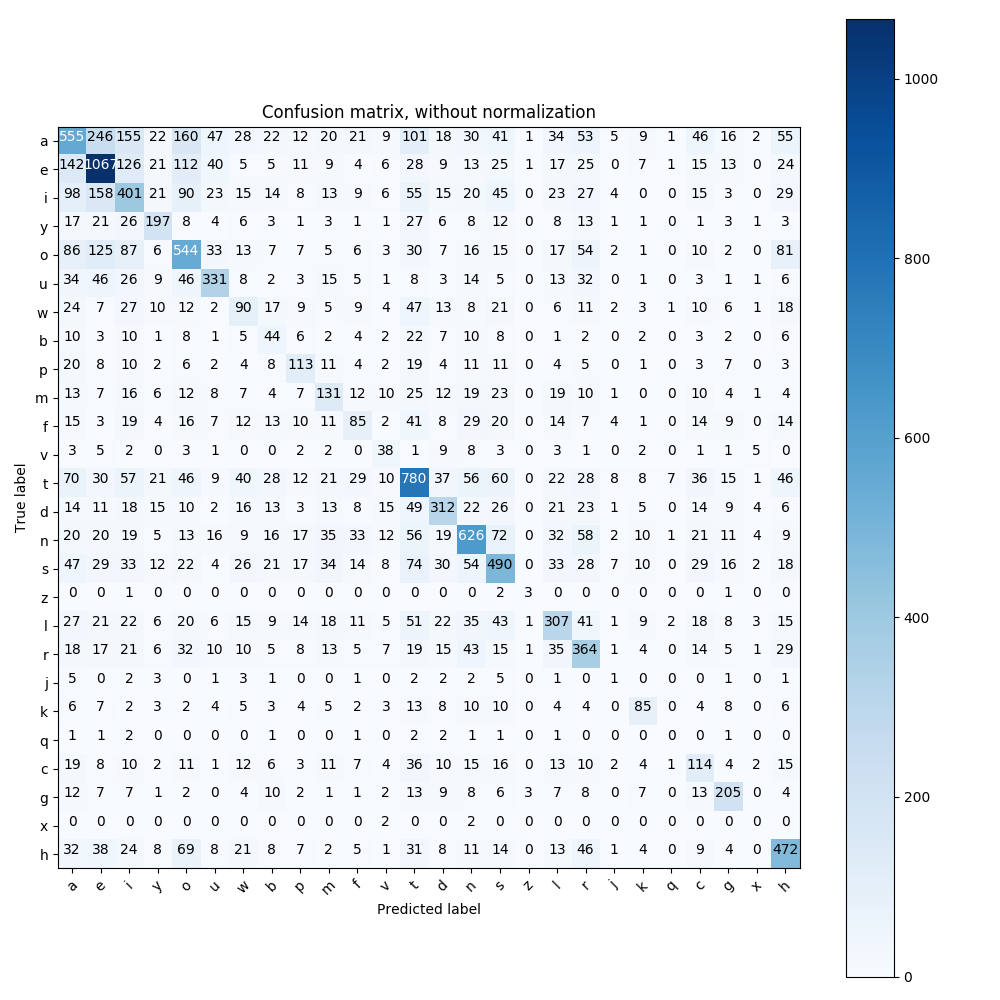 Confusion matrix, without normalization
a 555 246 155 22 160 47 28 22 12 20 21 9 101 18 30 41 1 34 53 5 9 1 46 16 2 55
e 142 1067 126 21 112 40 5 5 11 9 4 6 28 9 13 25 1 17 25 0 7 1 15 13 0 24
i 98 158 401 21 90 23 15 14 8 13 9 6 55 15 20 45 0 23 27 4 0 0 15 3 0 29
y 17 21 26 197 8 4 6 3 1 3 1 1 27 6 8 12 0 8 13 1 1 0 1 3 1 3
o 86 125 87 6 544 33 13 7 7 5 6 3 30 7 16 15 0 17 54 2 1 0 10 2 0 81
u 34 46 26 9 46 331 8 2 3 15 5 1 8 3 14 5 0 13 32 0 1 0 3 1 1 6
w 24 7 27 10 12 2 90 17 9 5 9 4 47 13 8 21 0 6 11 2 3 1 10 6 1 18
b 10 3 10 1 8 1 5 44 6 2 4 2 22 7 10 8 0 1 2 0 2 0 3 2 0 6
p 20 8 10 2 6 2 4 8 113 11 4 2 19 4 11 11 0 4 5 0 1 0 3 7 0 3
m 13 7 16 6 12 8 7 4 7 131 12 10 25 12 19 23 0 19 10 1 0 0 10 4 1 4
f 15 3 19 4 16 7 12 13 10 11 85 2 41 8 29 20 0 14 7 4 1 0 14 9 0 14
v 3 5 2 0 3 1 0 0 2 2 0 38 1 9 8 3 0 3 1 0 2 0 1 1 5 0
t 70 30 57 21 46 9 40 28 12 21 29 10 780 37 56 60 0 22 28 8 8 7 36 15 1 46
d 14 11 18 15 10 2 16 13 3 13 8 15 49 312 22 26 0 21 23 1 5 0 14 9 4 6
n 20 20 19 5 13 16 9 16 17 35 33 12 56 19 626 72 0 32 58 2 10 1 21 11 4 9
s 47 29 33 12 22 4 26 21 17 34 14 8 74 30 54 490 0 33 28 7 10 0 29 16 2 18
z 0 0 1 0 0 0 0 0 0 0 0 0 0 0 0 2 3 0 0 0 0 0 0 1 0 0
l 27 21 22 6 20 6 15 9 14 18 11 5 51 22 35 43 1 307 41 1 9 2 18 8 3 15
r 18 17 21 6 32 10 10 5 8 13 5 7 19 15 43 15 1 35 364 1 4 0 14 5 1 29
j 5 0 2 3 0 1 3 1 0 0 1 0 2 2 2 5 0 1 0 1 0 0 0 1 0 1
k 6 7 2 3 2 4 5 3 4 5 2 3 13 8 10 10 0 4 4 0 85 0 4 8 0 6
q 1 1 2 0 0 0 0 1 0 0 1 0 2 2 1 1 0 1 0 0 0 0 0 1 0 0
c 19 8 10 2 11 1 12 6 3 11 7 4 36 10 15 16 0 13 10 2 4 1 114 4 2 15
g 12 7 7 1 2 0 4 10 2 1 1 2 13 9 8 6 3 7 8 0 7 0 13 205 0 4
x 0 0 0 0 0 0 0 0 0 0 0 2 0 0 2 0 0 0 0 0 0 0 0 0 0 0
h 32 38 24 8 69 8 21 8 7 2 5 1 31 8 11 14 0 13 46 1 4 0 9 4 0 472
a e i y o u w b p m f v t d n s z l r j k q c g x h
Predicted label
True label
1000
800
600
400
200
0